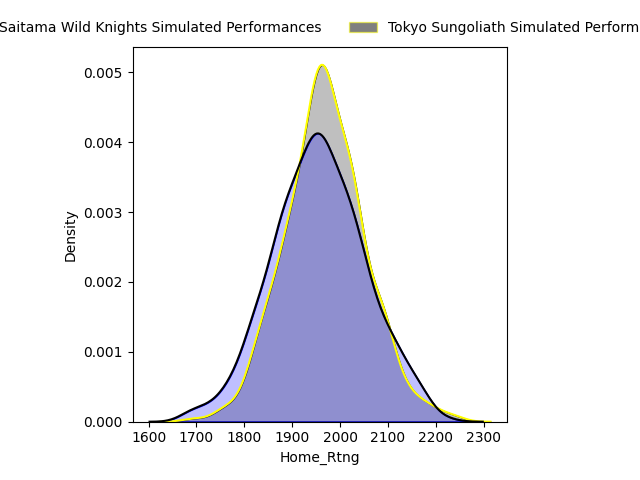 Saitama Wild Knights Simulated Performances Tokyo Sungoliath Simulated Perform
0.005
0.004
0.003
0.002
0.001
0.000
Density
1600 1700 1800 1900 2000 2100 2200 2300
Home_Rtng